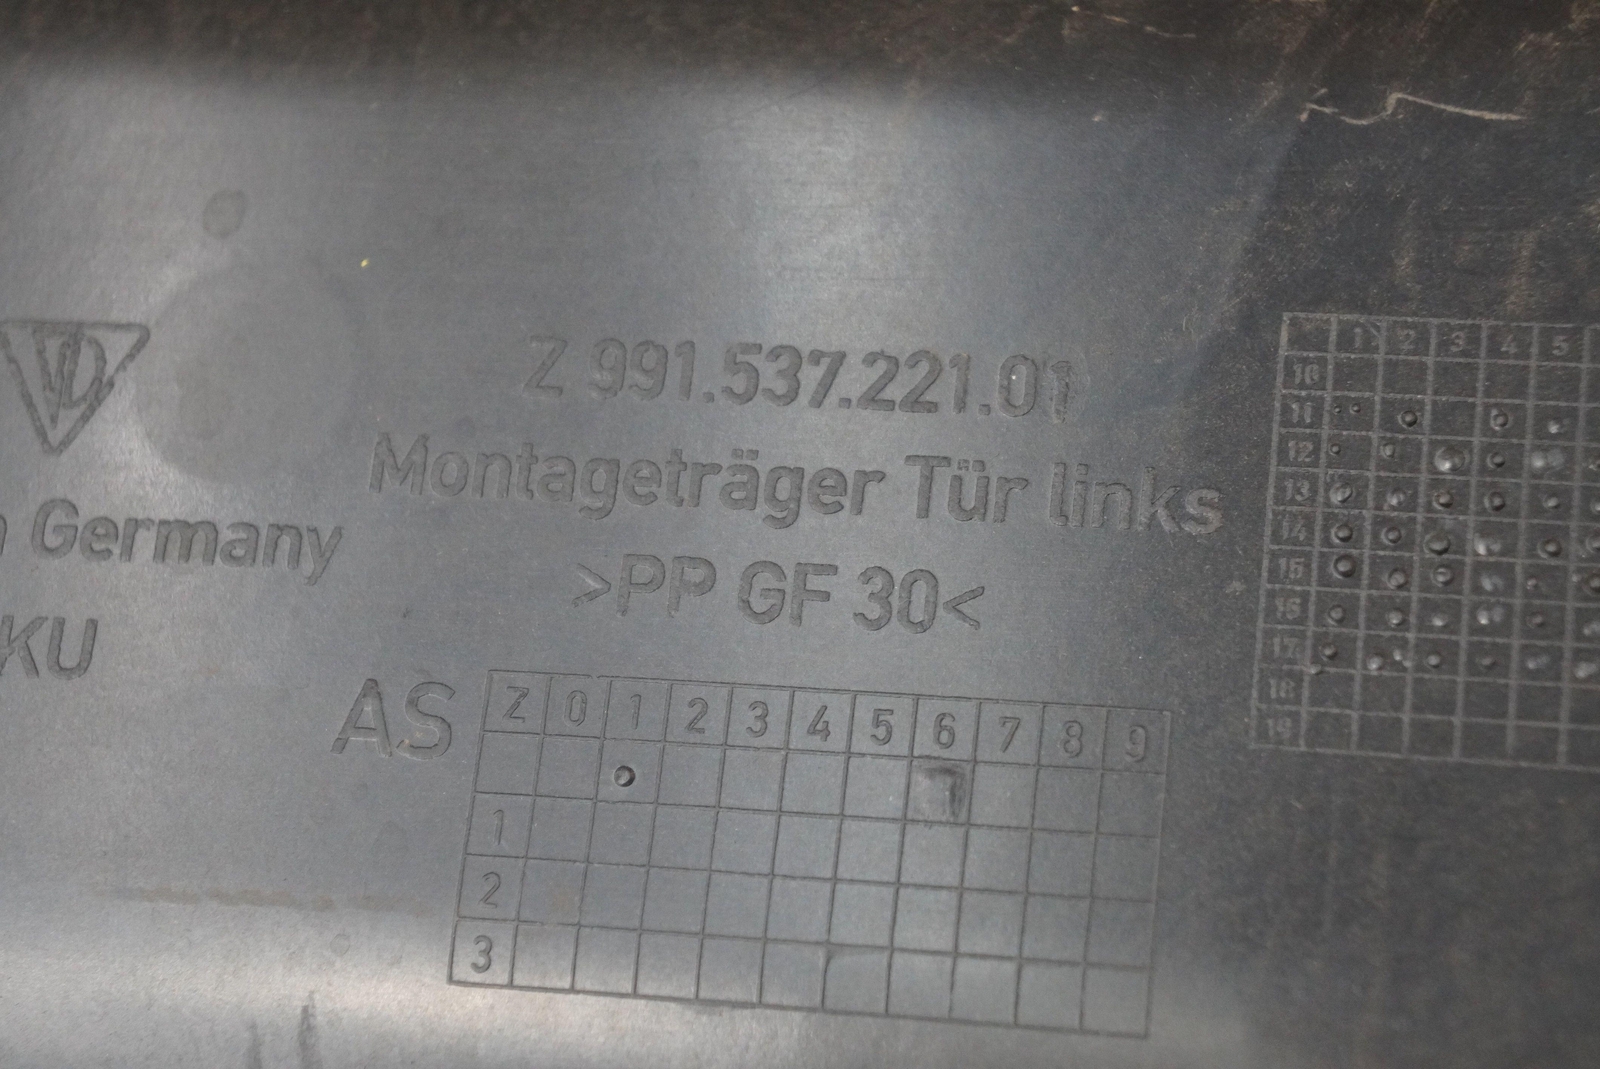 Z 991.537.221.01
Montageträger Tür links
>PP GF 30<
Germany
KU
AS
Z 0 1 2 3 4 5 6 7 8 9
1
2
3
1 2 3 4 5
10
11
12
13
14
15
16
17
18
19